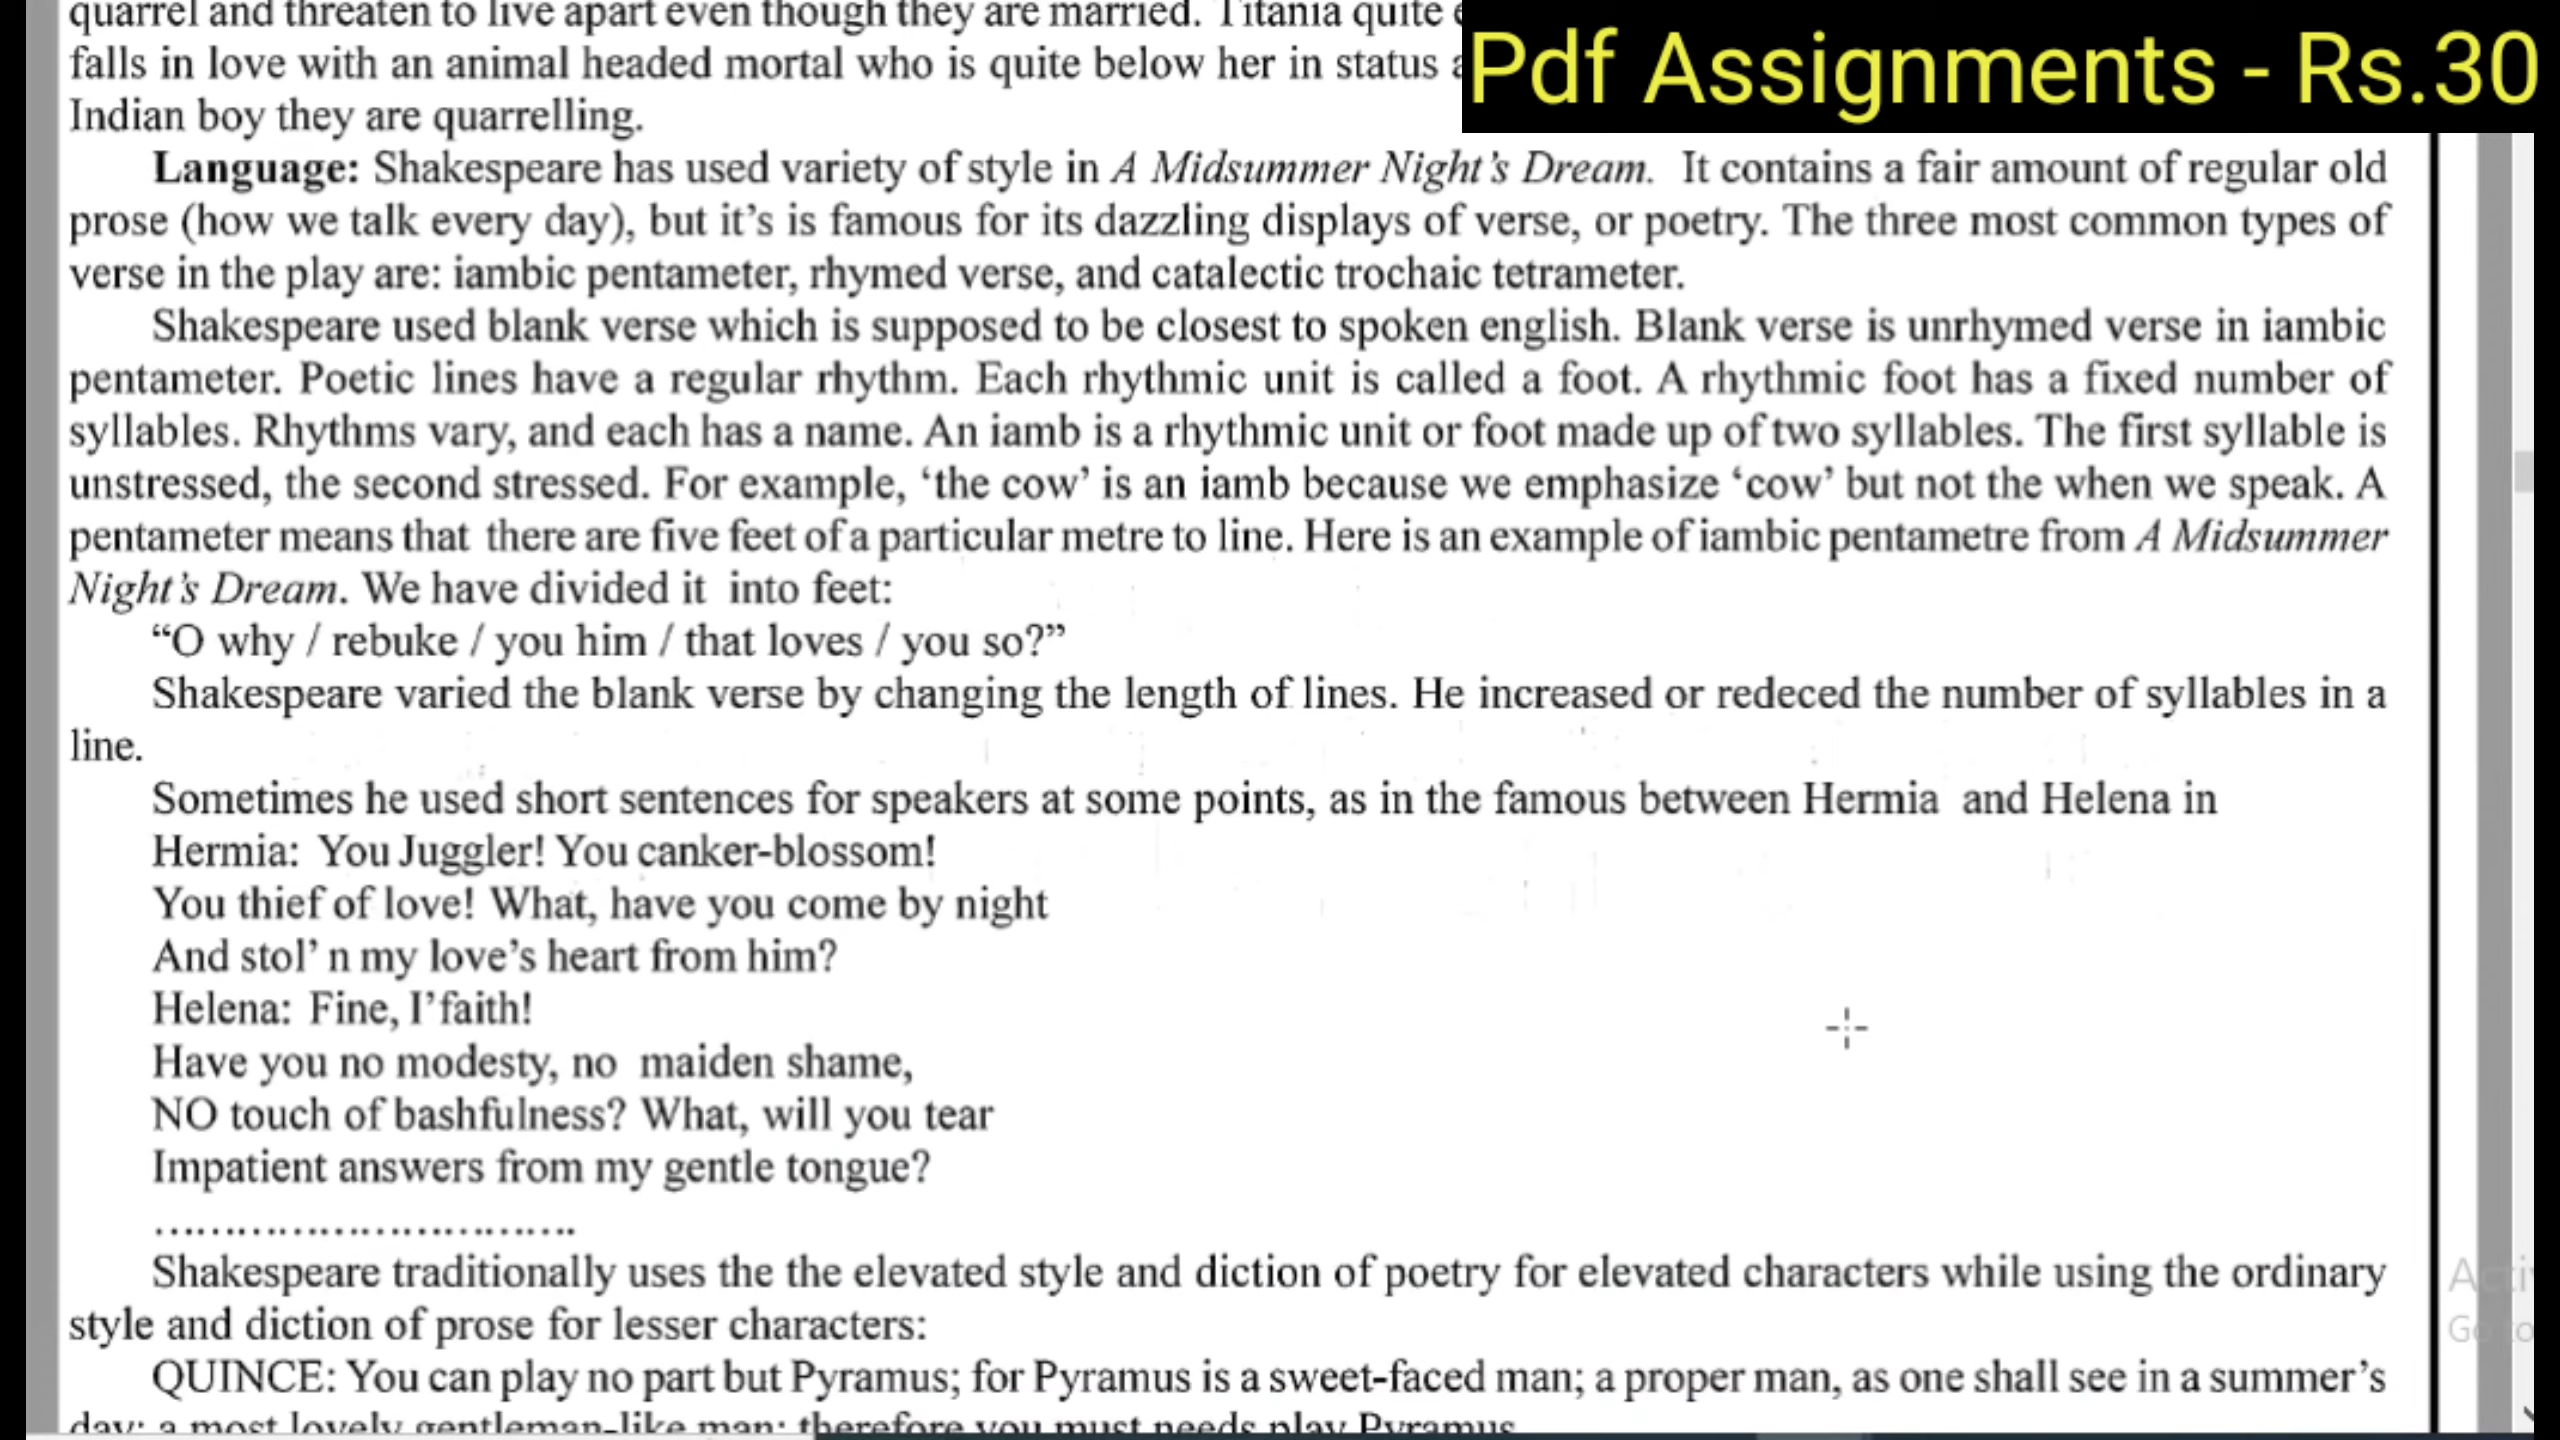 quarrel and threaten to live apart even though they are married. Titania quite
Pdf Assignments - Rs.30
falls in love with an animal headed mortal who is quite below her in status
Indian boy they are quarrelling.
Language: Shakespeare has used variety of style in A Midsummer Night's Dream. It contains a fair amount of regular old
prose (how we talk every day), but it's is famous for its dazzling displays of verse, or poetry. The three most common types of
verse in the play are: iambic pentameter, rhymed verse, and catalectic trochaic tetrameter.
Shakespeare used blank verse which is supposed to be closest to spoken english. Blank verse is unrhymed verse in iambic
pentameter. Poetic lines have a regular rhythm. Each rhythmic unit is called a foot. A rhythmic foot has a fixed number of
syllables. Rhythms vary, and each has a name. An iamb is a rhythmic unit or foot made up of two syllables. The first syllable is
unstressed, the second stressed. For example, ‘the cow’ is an iamb because we emphasize ‘cow’ but not the when we speak. A
pentameter means that there are five feet of a particular metre to line. Here is an example of iambic pentametre from A Midsummer
Night's Dream. We have divided it into feet:
“O why / rebuke / you him / that loves / you so?”
Shakespeare varied the blank verse by changing the length of lines. He increased or redeced the number of syllables in a
line.
Sometimes he used short sentences for speakers at some points, as in the famous between Hermia and Helena in
Hermia: You Juggler! You canker-blossom!
You thief of love! What, have you come by night
And stol’ n my love’s heart from him?
Helena: Fine, I’faith!
Have you no modesty, no maiden shame,
NO touch of bashfulness? What, will you tear
Impatient answers from my gentle tongue?
................................
Shakespeare traditionally uses the the elevated style and diction of poetry for elevated characters while using the ordinary
style and diction of prose for lesser characters:
QUINCE: You can play no part but Pyramus; for Pyramus is a sweet-faced man; a proper man, as one shall see in a summer’s
day; a most lovely gentleman-like man; therefore you must needs play Pyramus